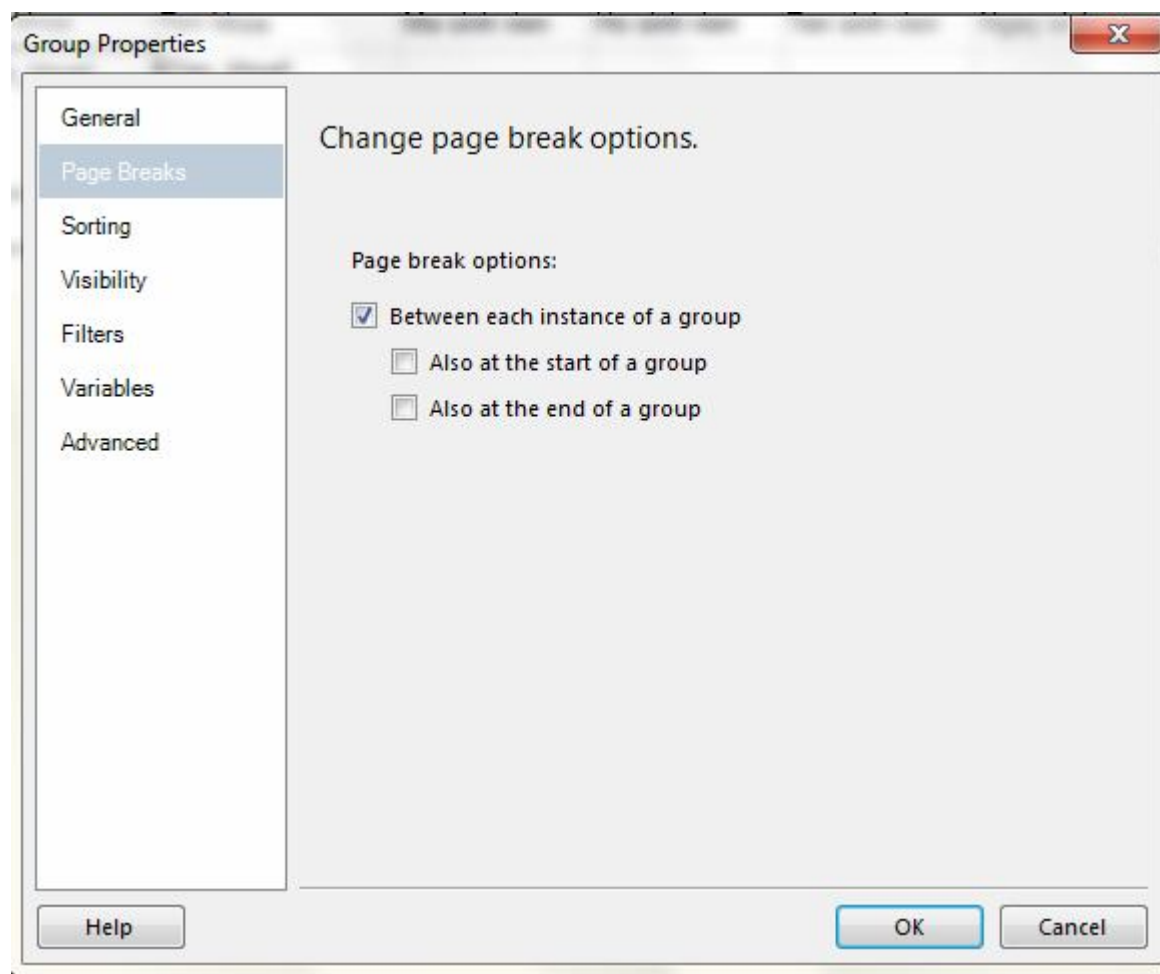 Group Properties
General
Page Breaks
Sorting
Visibility
Filters
Variables
Advanced
Change page break options.
Page break options:
Between each instance of a group
Also at the start of a group
Also at the end of a group
Help
OK
Cancel